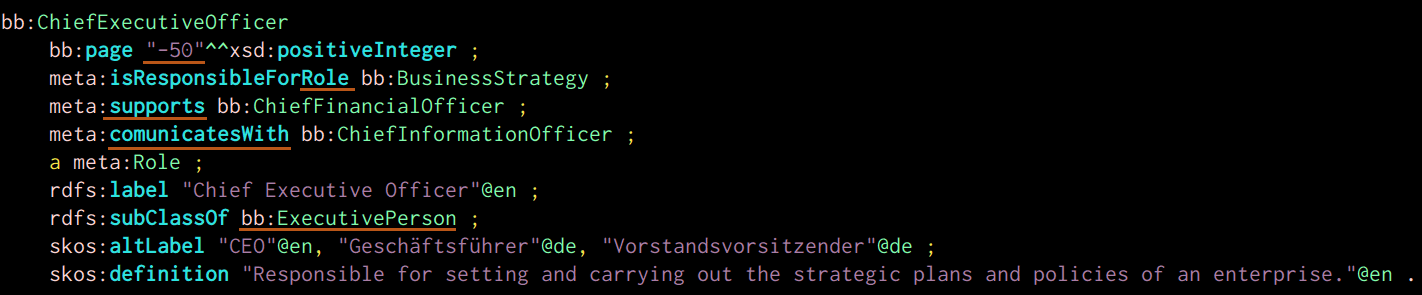 bb:ChiefExecutiveOfficer
bb:page "-50"^^xsd:positiveInteger ;
meta:isResponsibleForRole bb:BusinessStrategy ;
meta:supports bb:ChiefFinancialOfficer ;
meta:comunicatesWith bb:ChiefInformationOfficer ;
a meta:Role ;
rdfs:label "Chief Executive Officer"@en ;
rdfs:subClassOf bb:ExecutivePerson ;
skos:altLabel "CEO"@en, "Geschäftsführer"@de, "Vorstandsvorsitzender"@de ;
skos:definition "Responsible for setting and carrying out the strategic plans and policies of an enterprise."@en .